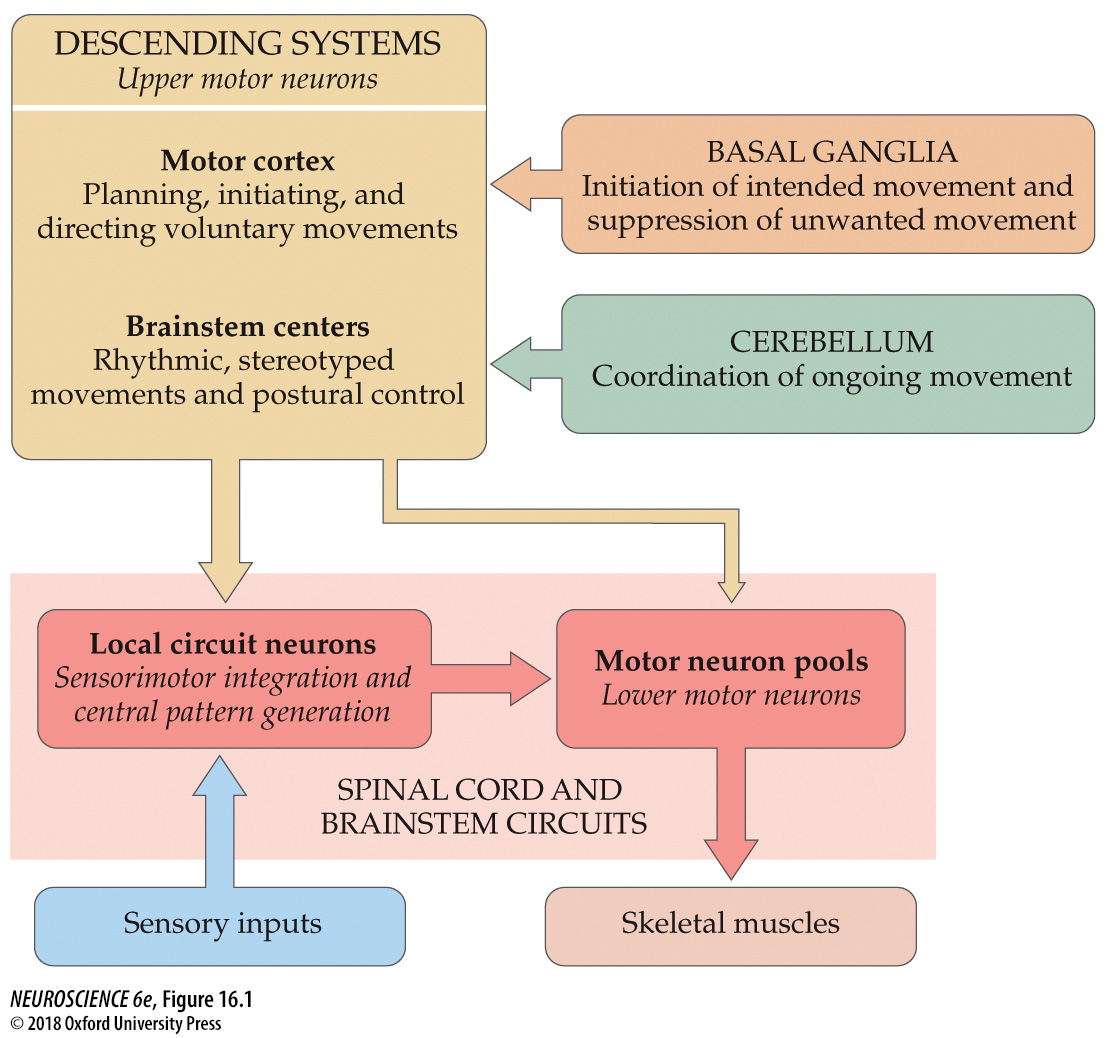 DESCENDING SYSTEMS
Upper motor neurons
Motor cortex
Planning, initiating, and
directing voluntary movements
Brainstem centers
Rhythmic, stereotyped
movements and postural control
BASAL GANGLIA
Initiation of intended movement and
suppression of unwanted movement
CEREBELLUM
Coordination of ongoing movement
Local circuit neurons
Sensorimotor integration and
central pattern generation
Motor neuron pools
Lower motor neurons
SPINAL CORD AND
BRAINSTEM CIRCUITS
Sensory inputs
Skeletal muscles
NEUROSCIENCE 6e, Figure 16.1
© 2018 Oxford University Press